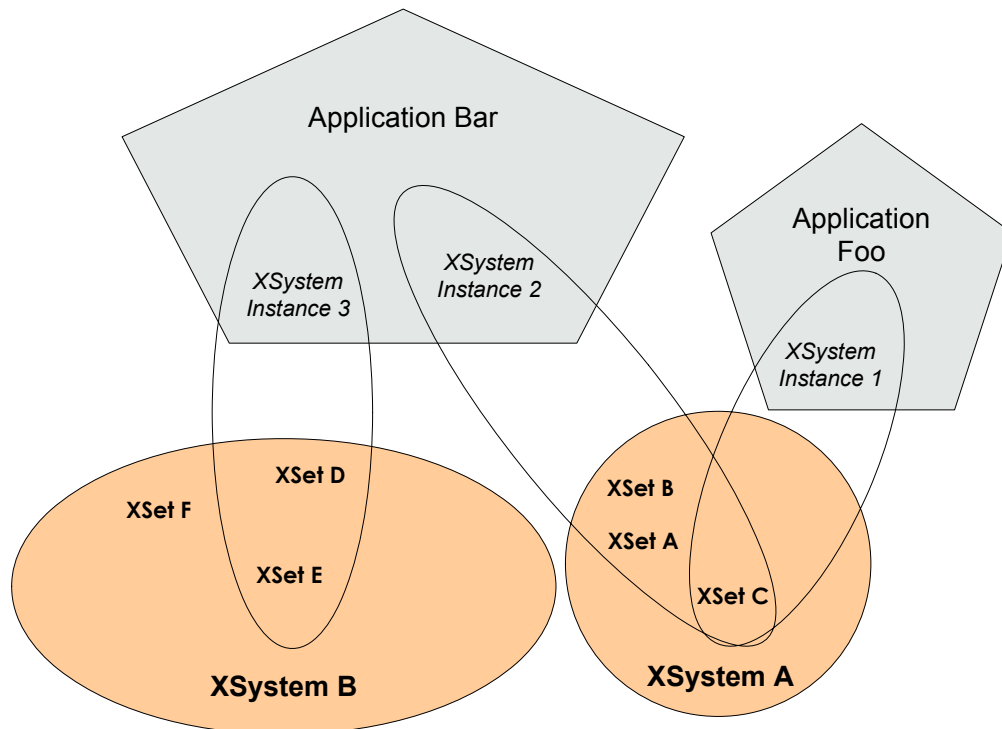 Application Bar
Application
Foo
XSystem
Instance 3
XSystem
Instance 2
XSystem
Instance 1
XSet D
XSet F
XSet E
XSet B
XSet A
XSet C
XSystem B
XSystem A